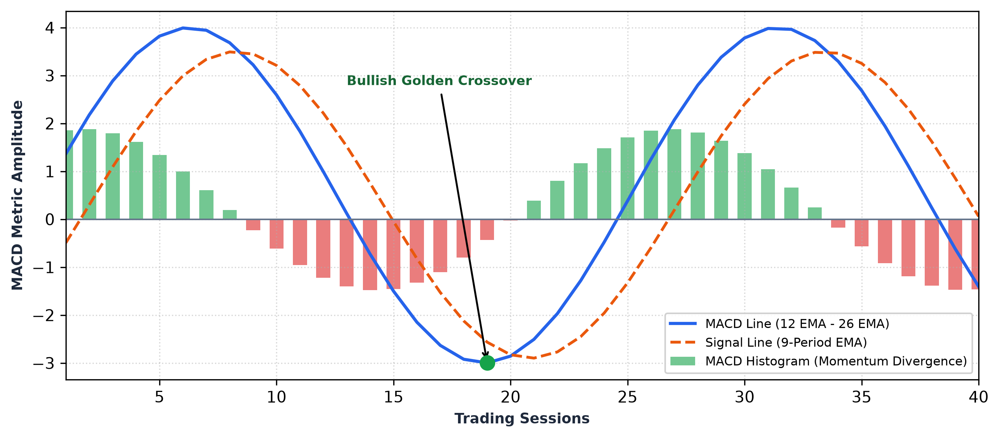 4
3
2
1
0
−1
−2
−3
MACD Metric Amplitude
Bullish Golden Crossover
MACD Line (12 EMA - 26 EMA)
Signal Line (9-Period EMA)
MACD Histogram (Momentum Divergence)
5 10 15 20 25 30 35 40
Trading Sessions